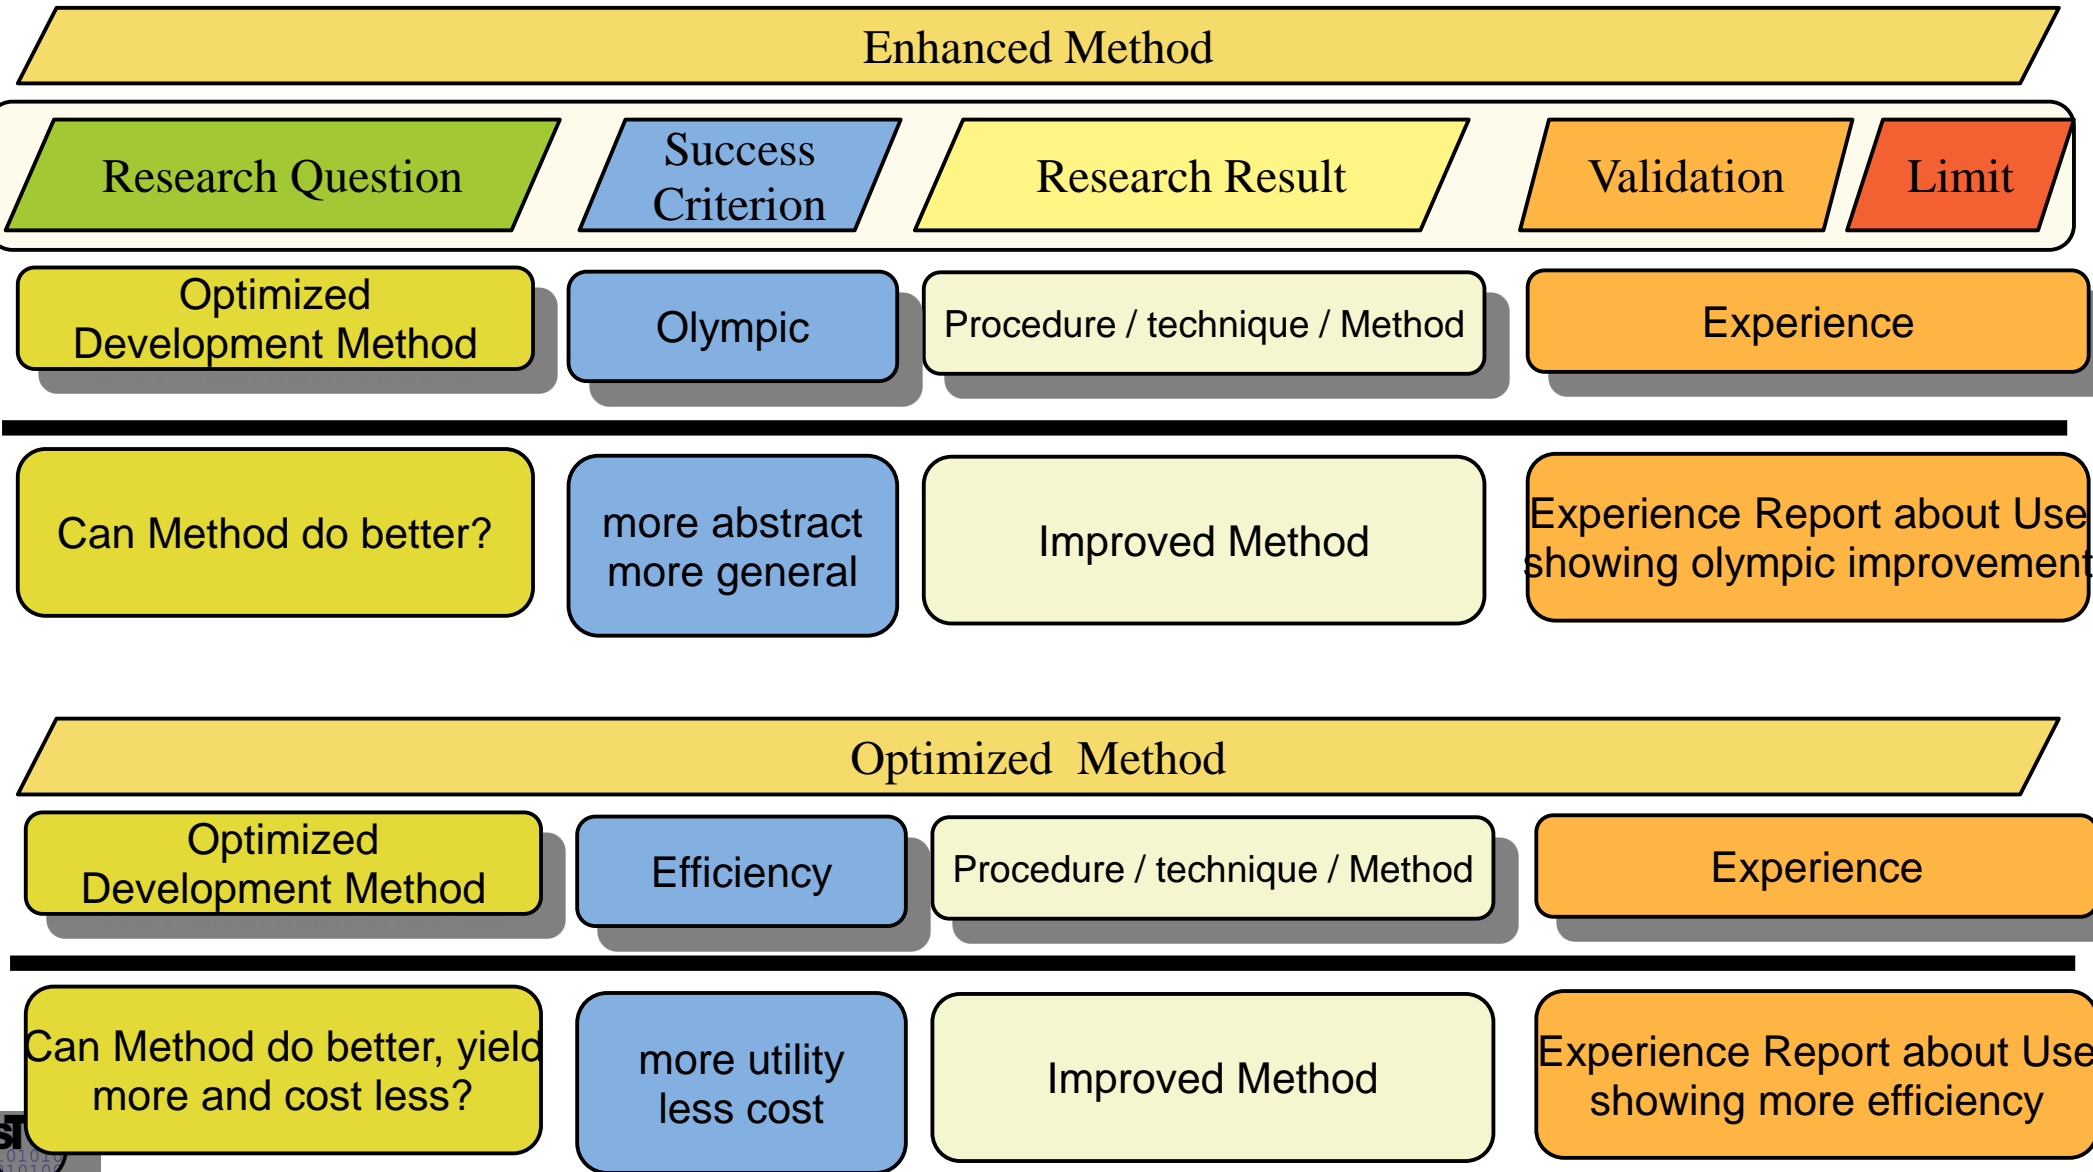 Enhanced Method
Research Question
Success
Criterion
Research Result
Validation
Limit
Optimized
Development Method
Olympic
Procedure / technique / Method
Experience
Can Method do better?
more abstract
more general
Improved Method
Experience Report about Use
showing olympic improvement
Optimized Method
Optimized
Development Method
Efficiency
Procedure / technique / Method
Experience
Can Method do better, yield
more and cost less?
more utility
less cost
Improved Method
Experience Report about Use
showing more efficiency